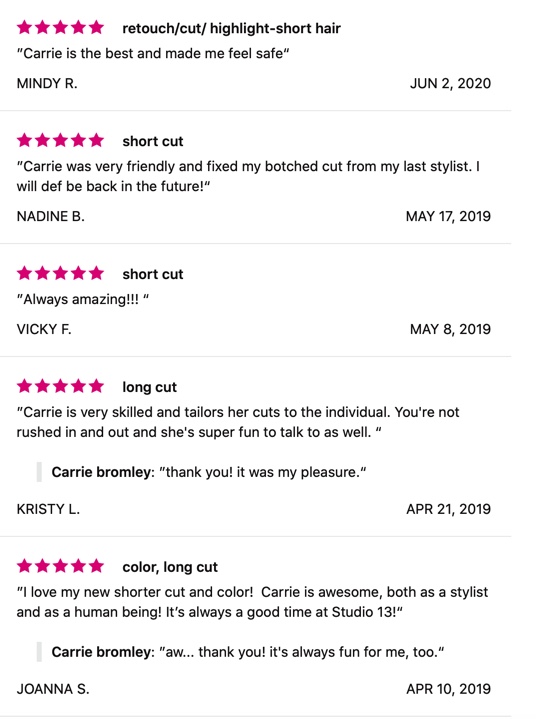 retouch/cut/ highlight-short hair
"Carrie is the best and made me feel safe“
MINDY R. JUN 2, 2020
short cut
"Carrie was very friendly and fixed my botched cut from my last stylist. I
will def be back in the future!“
NADINE B. MAY 17, 2019
short cut
"Always amazing!!! “
VICKY F. MAY 8, 2019
long cut
"Carrie is very skilled and tailors her cuts to the individual. You're not
rushed in and out and she's super fun to talk to as well. “
Carrie bromley: "thank you! it was my pleasure.“
KRISTY L. APR 21, 2019
color, long cut
"I love my new shorter cut and color!  Carrie is awesome, both as a stylist
and as a human being! It’s always a good time at Studio 13!“
Carrie bromley: "aw... thank you! it's always fun for me, too.“
JOANNA S. APR 10, 2019